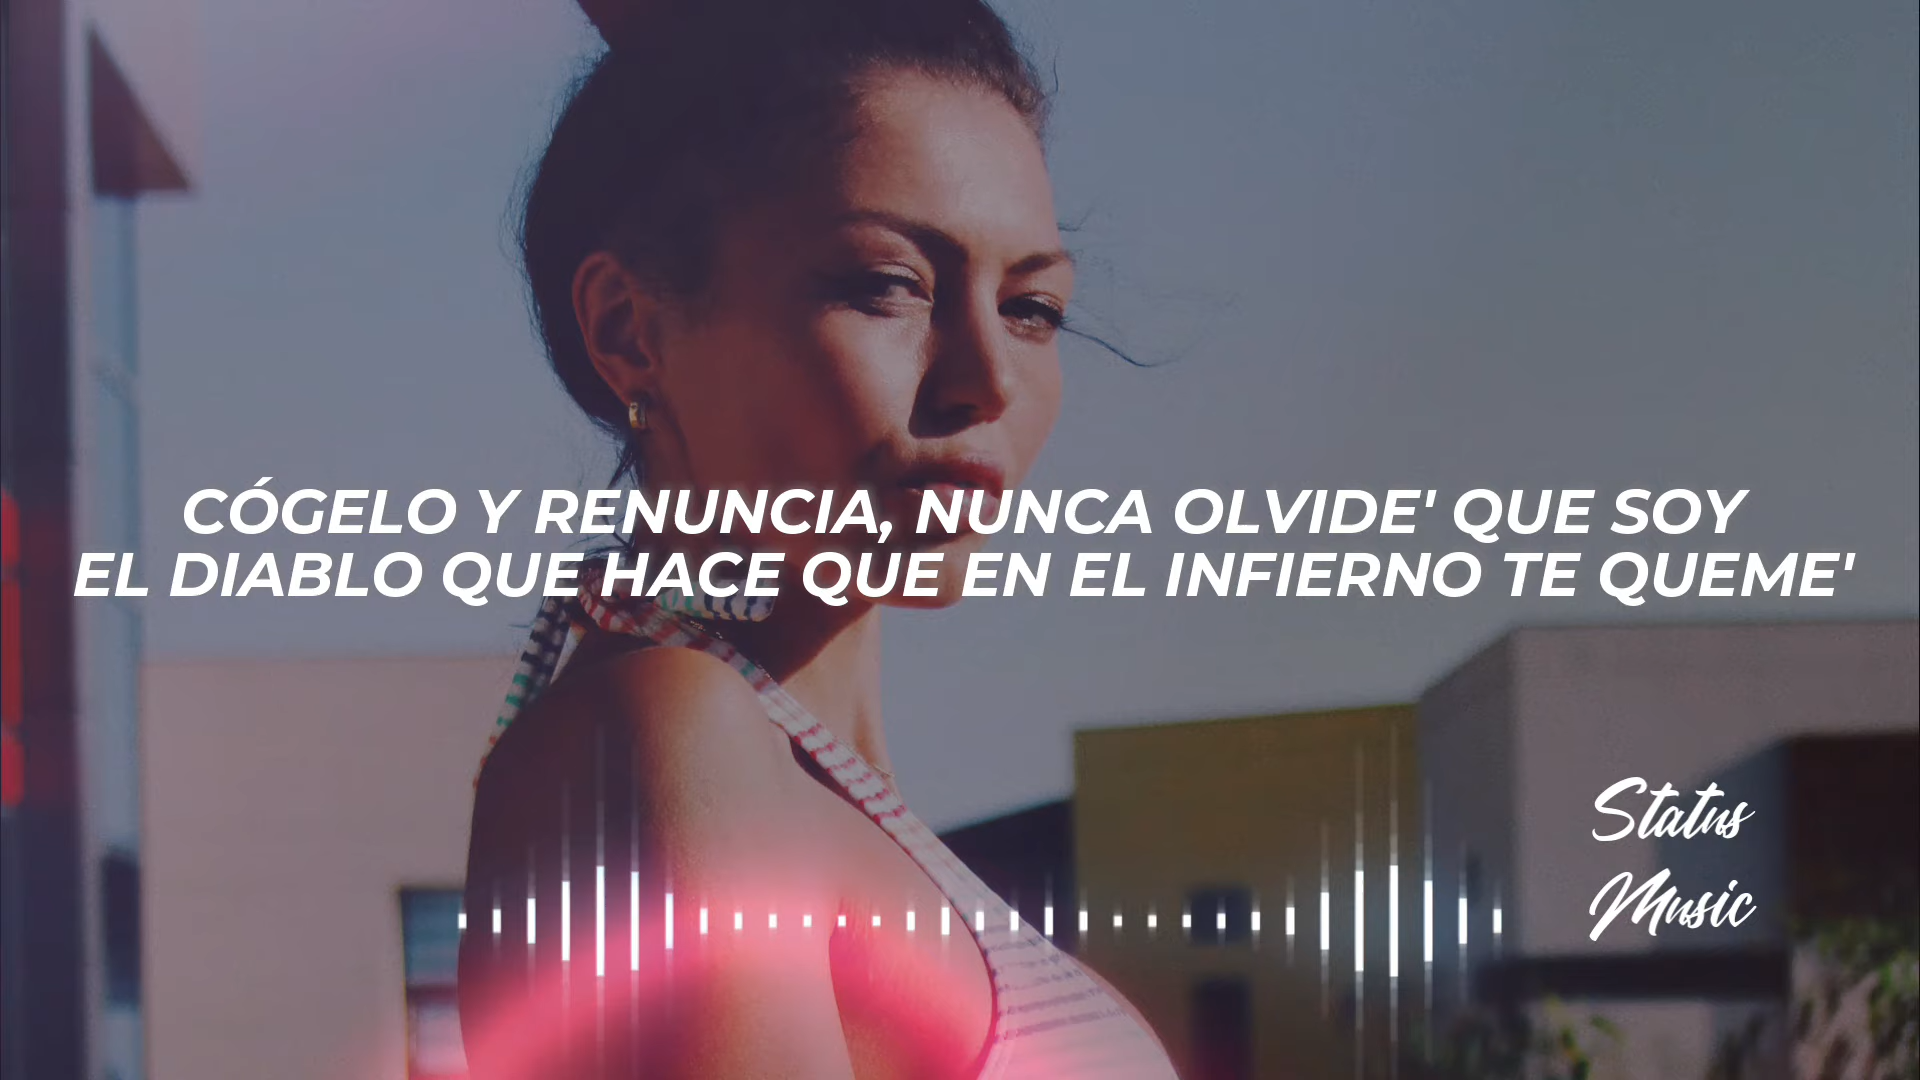 CÓGELO Y RENUNCIA, NUNCA OLVIDE' QUE SOY
EL DIABLO QUE HACE QUE EN EL INFIERNO TE QUEME'
Status
Music